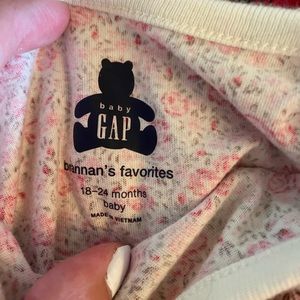 baby
GAP
brannan's favorites
18-24 months
baby
MADE IN VIETNAM